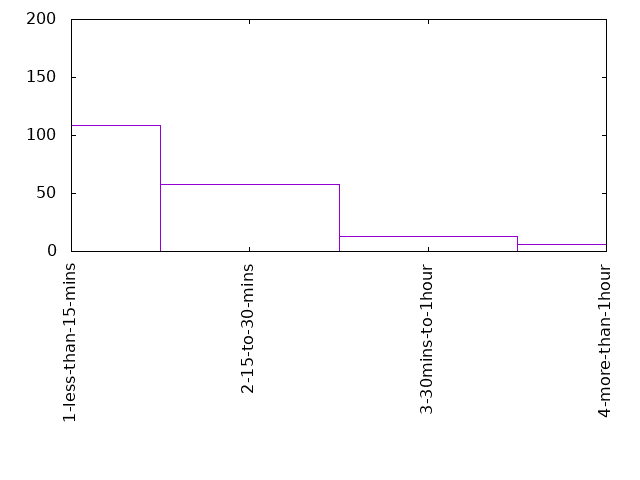 200
150
100
50
0
1-less-than-15-mins
2-15-to-30-mins
3-30mins-to-1hour
4-more-than-1hour